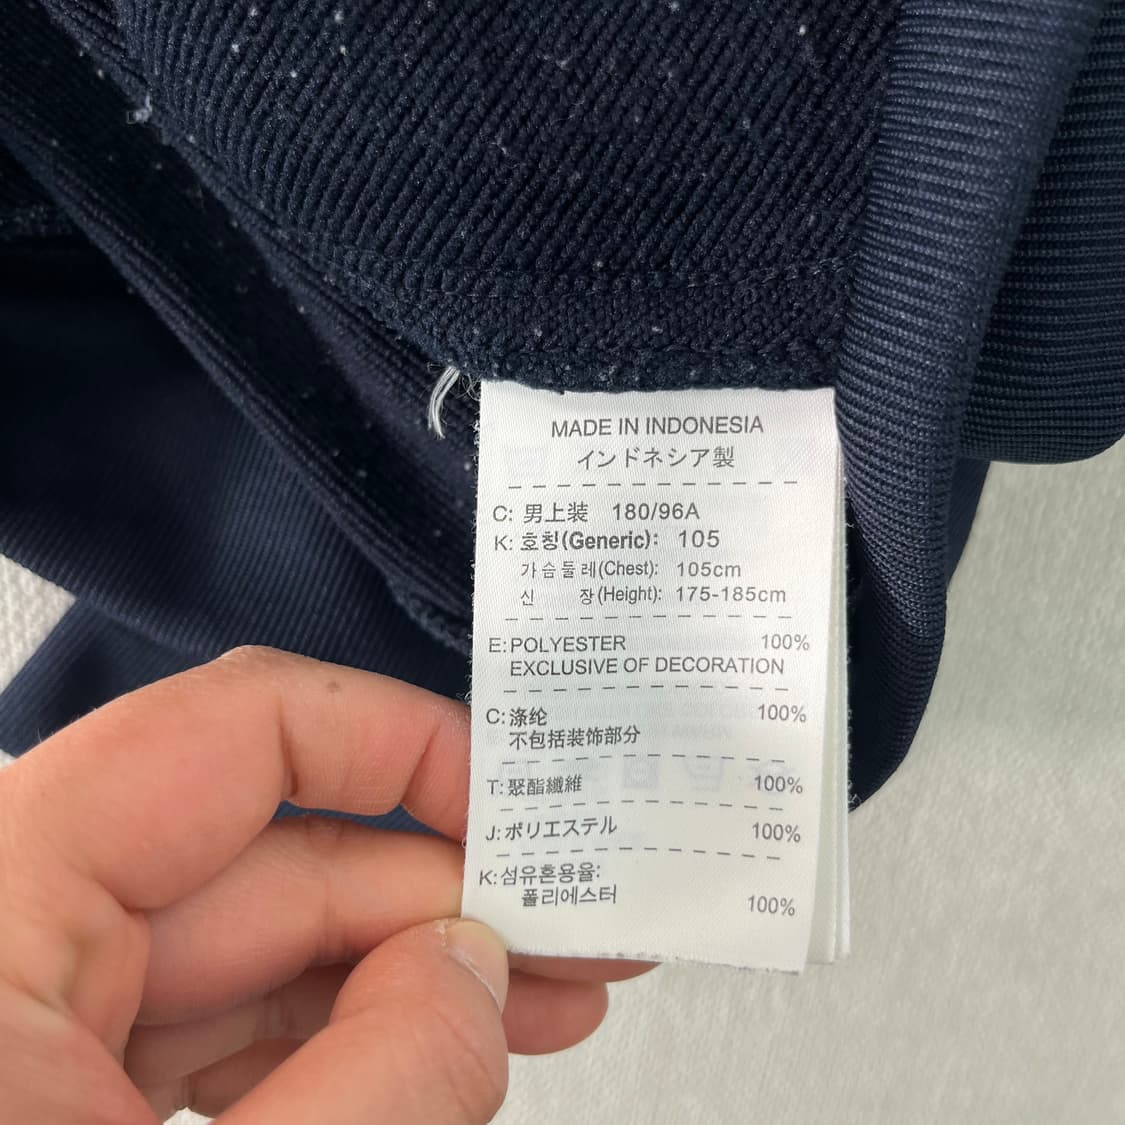 MADE IN INDONESIA
インドネシア製
C: 男上装 180/96A
K: 호칭(Generic): 105
가슴둘레(Chest): 105cm
신 장(Height): 175-185cm
E: POLYESTER 100%
EXCLUSIVE OF DECORATION
C: 涤纶 100%
不包括装饰部分
T: 聚酯纖維 100%
J: ポリエステル 100%
K: 섬유혼용율:
폴리에스터 100%